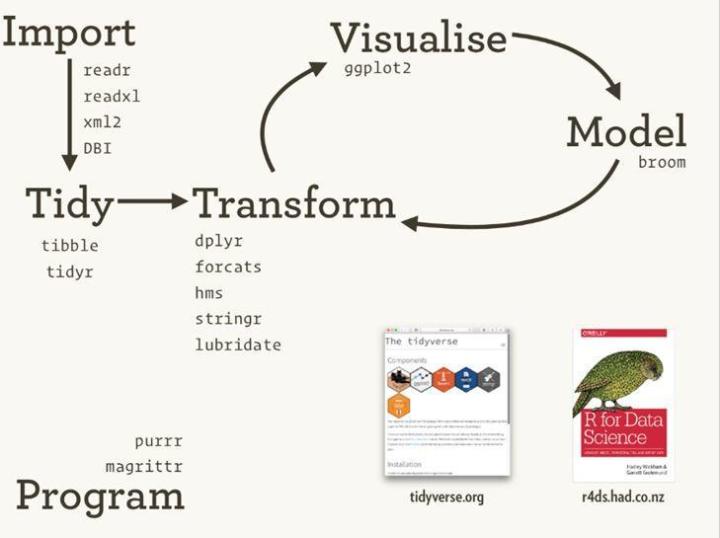 Import
readr
readxl
xml2
DBI
Tidy
tibble
tidyr
Transform
dplyr
forcats
hms
stringr
lubridate
Visualise
ggplot2
Model
broom
purrr
magrittr
Program
The tidyverse
Components
Installation
tidyverse.org
O'REILLY
R for Data
Science
Hadley Wickham &
Garrett Grolemund
r4ds.had.co.nz